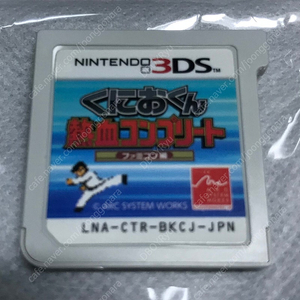 NINTENDO 3DS
くにおくん
熱血コンプリート
ファミコン編
© ARC SYSTEM WORKS
LNA-CTR-BKCJ-JPN